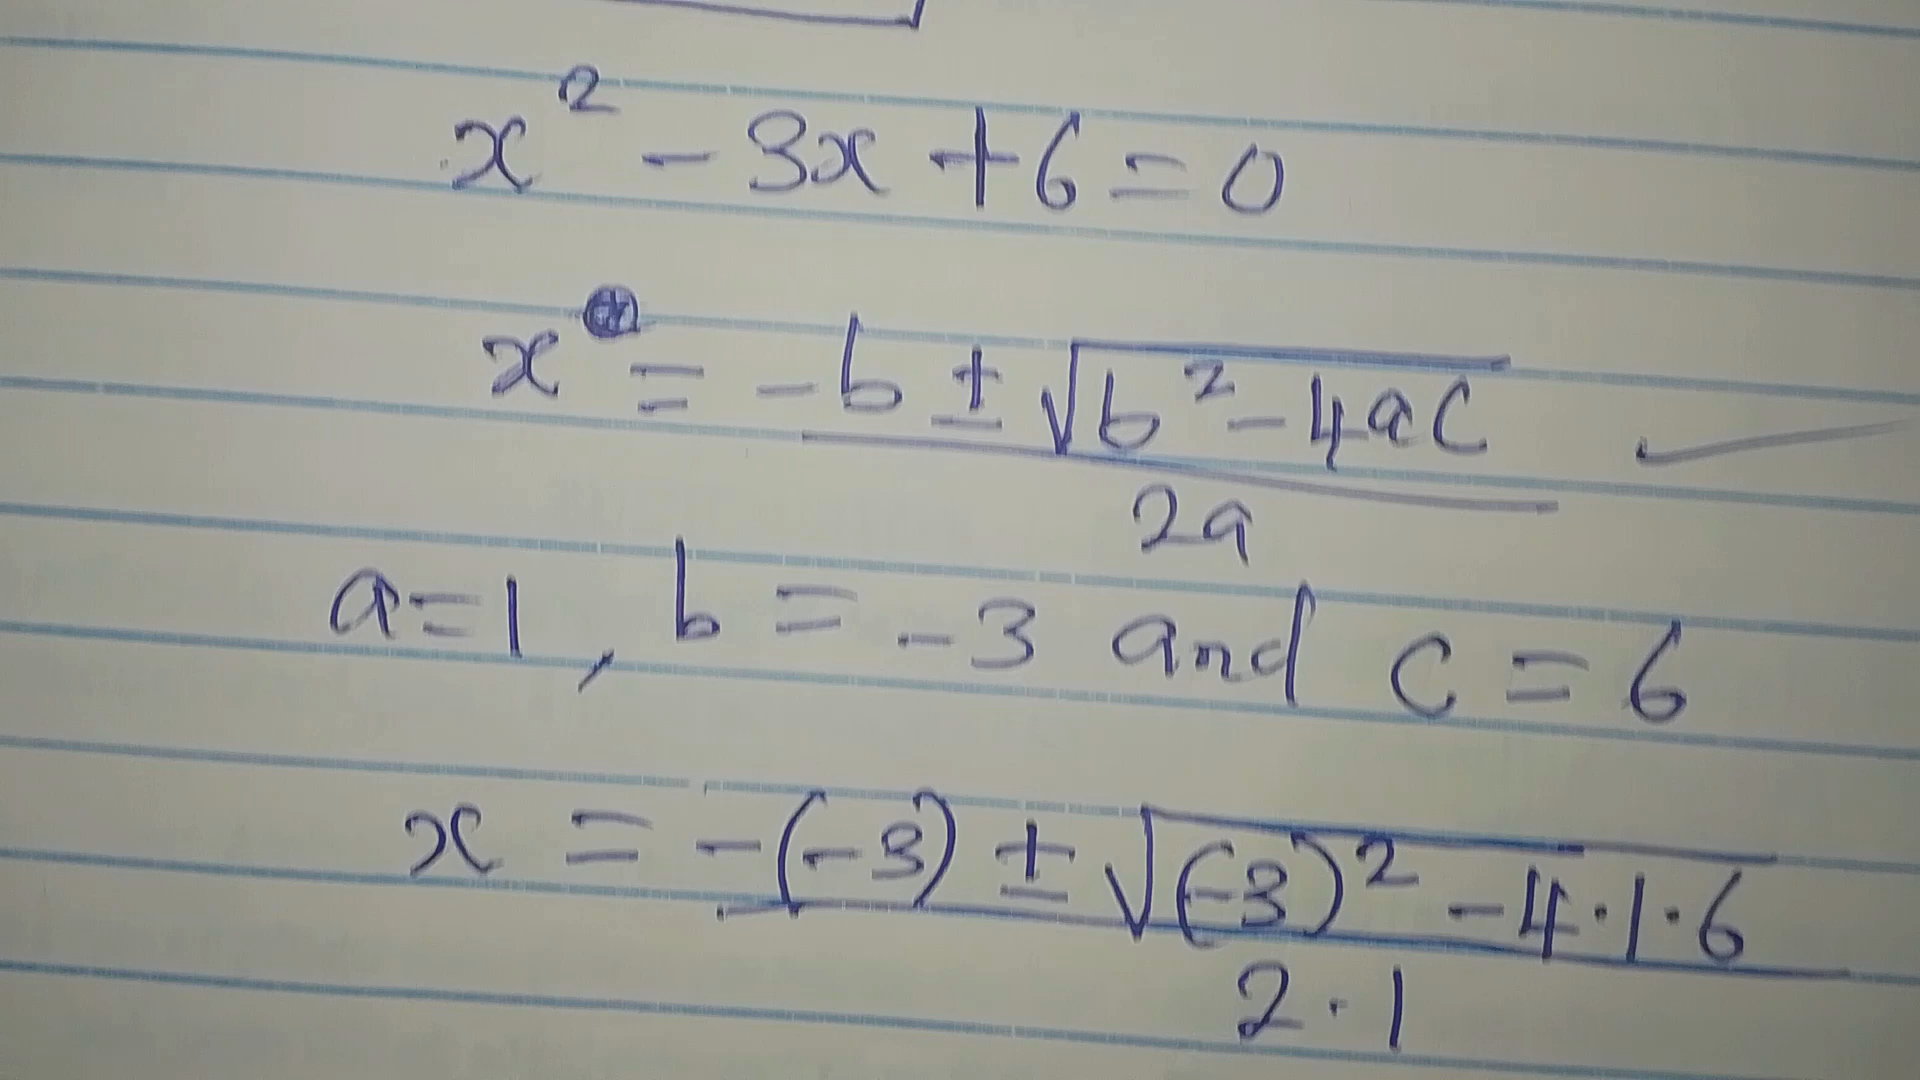 x² - 3x + 6 = 0
x = -b ± √b² - 4ac
2a
a = 1, b = -3 and c = 6
x = -(-3) ± √(-3)² - 4·1·6
2·1